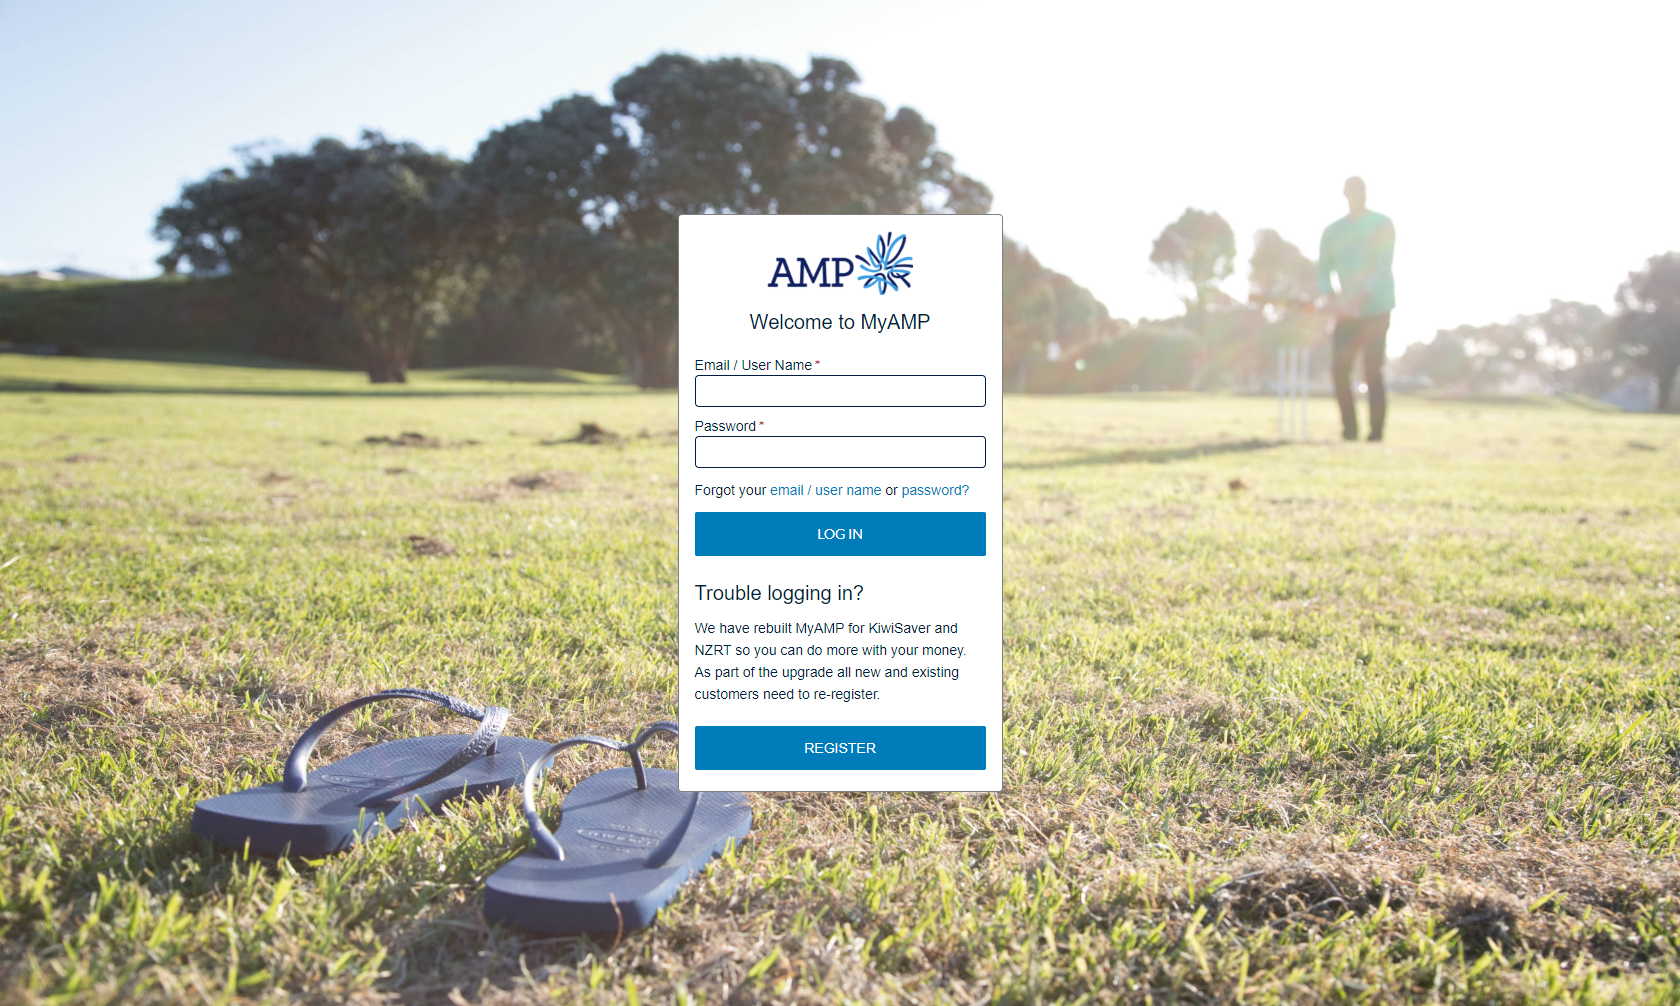 AMP
Welcome to MyAMP
Email / User Name *
Password *
Forgot your email / user name or password?
LOG IN
Trouble logging in?
We have rebuilt MyAMP for KiwiSaver and
NZRT so you can do more with your money.
As part of the upgrade all new and existing
customers need to re-register.
REGISTER